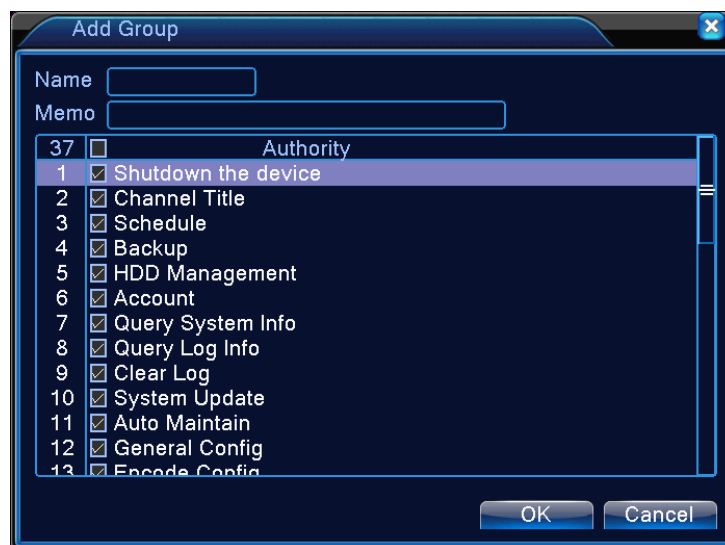 Add Group
Name
Memo
37 Authority
1 Shutdown the device
2 Channel Title
3 Schedule
4 Backup
5 HDD Management
6 Account
7 Query System Info
8 Query Log Info
9 Clear Log
10 System Update
11 Auto Maintain
12 General Config
13 Encode Config
OK Cancel